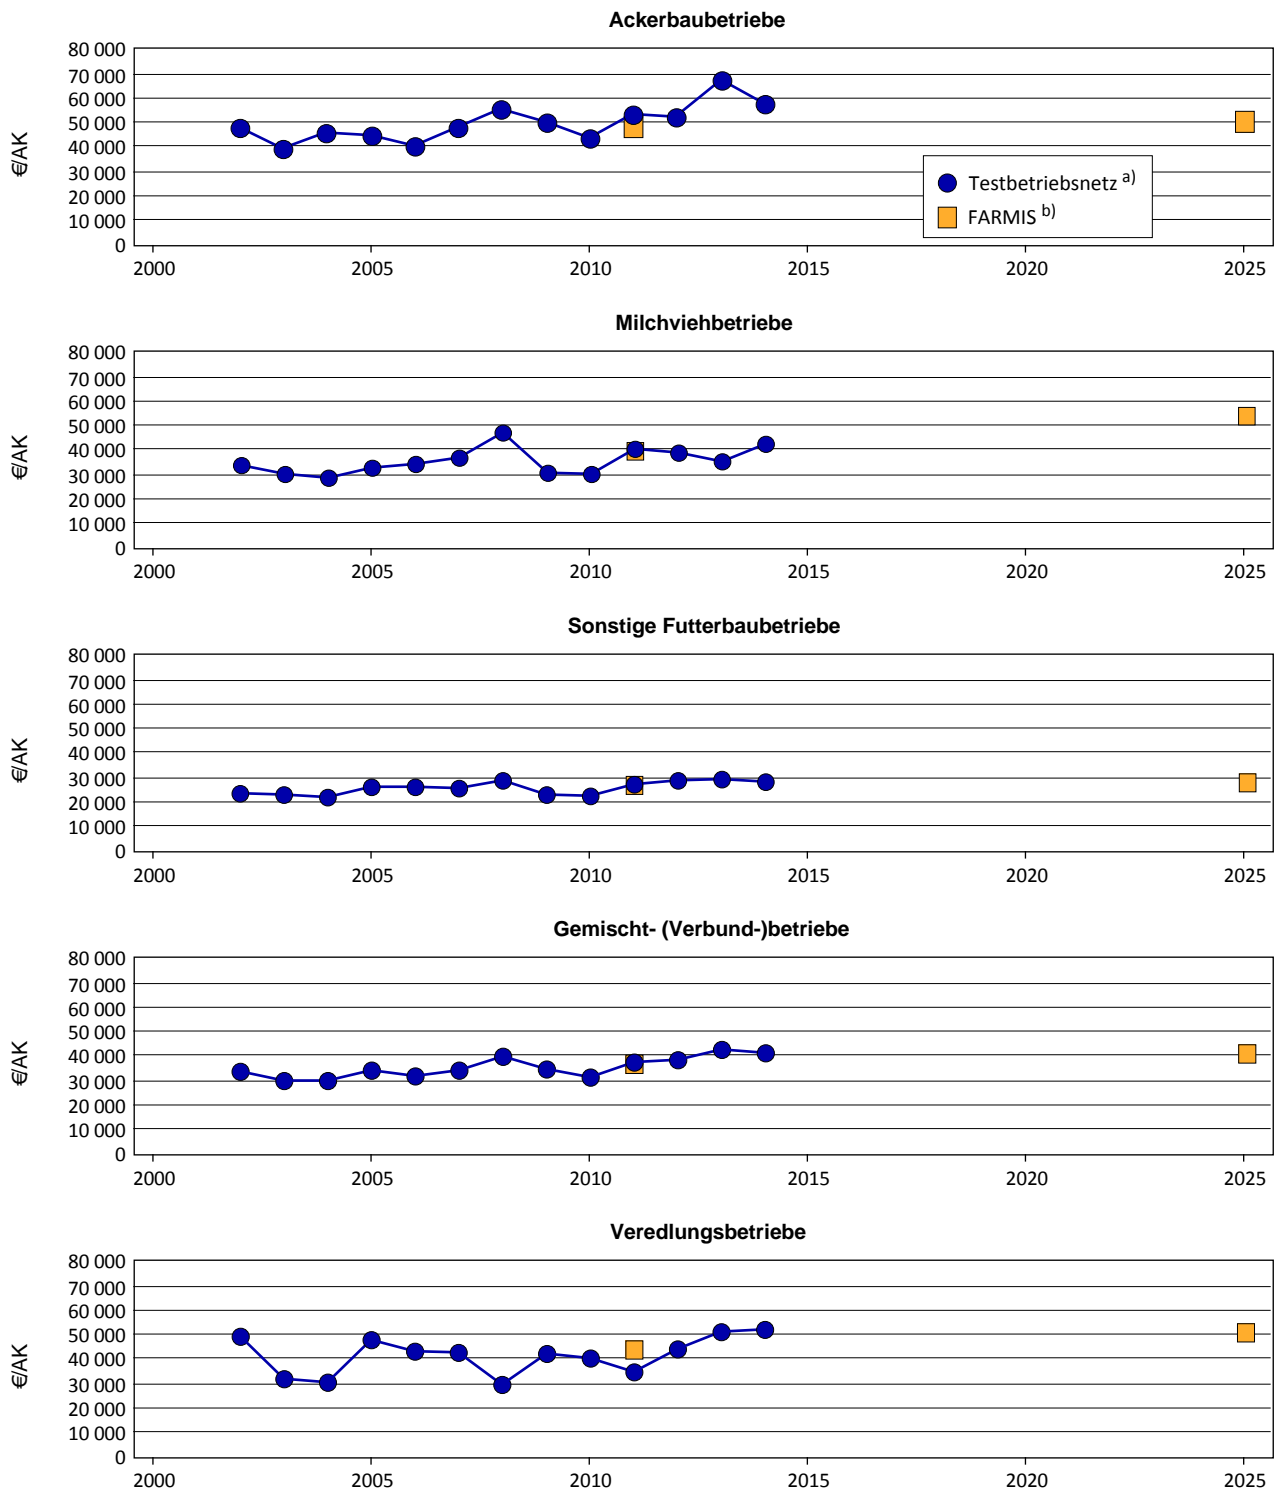 Ackerbaubetriebe
80 000
70 000
60 000
50 000
40 000
30 000
20 000
10 000
0
€/AK
Testbetriebsnetz a)
FARMIS b)
2000 2005 2010 2015 2020 2025
Milchviehbetriebe
80 000
70 000
60 000
50 000
40 000
30 000
20 000
10 000
0
€/AK
2000 2005 2010 2015 2020 2025
Sonstige Futterbaubetriebe
80 000
70 000
60 000
50 000
40 000
30 000
20 000
10 000
0
€/AK
2000 2005 2010 2015 2020 2025
Gemischt- (Verbund-)betriebe
80 000
70 000
60 000
50 000
40 000
30 000
20 000
10 000
0
€/AK
2000 2005 2010 2015 2020 2025
Veredlungsbetriebe
80 000
70 000
60 000
50 000
40 000
30 000
20 000
10 000
0
€/AK
2000 2005 2010 2015 2020 2025